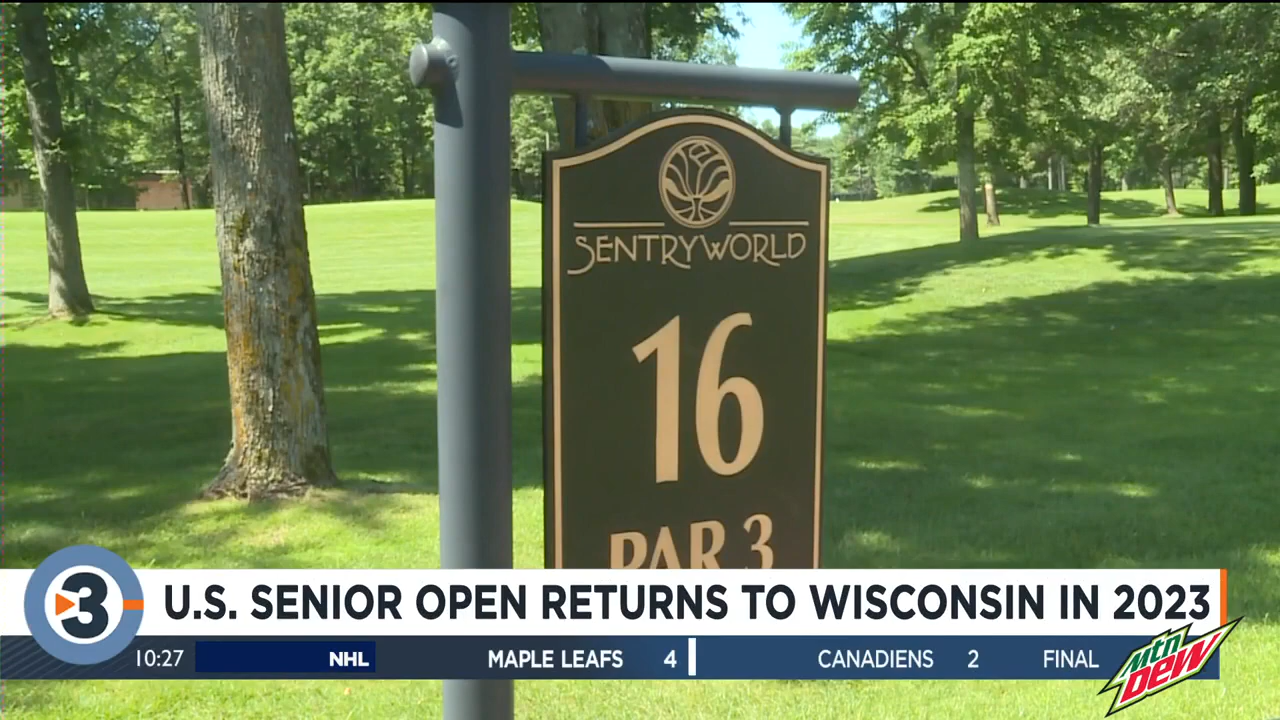 SENTRYWORLD
16
PAR 3
3
U.S. SENIOR OPEN RETURNS TO WISCONSIN IN 2023
10:27 NHL MAPLE LEAFS 4 CANADIENS 2 FINAL
mtn DEW